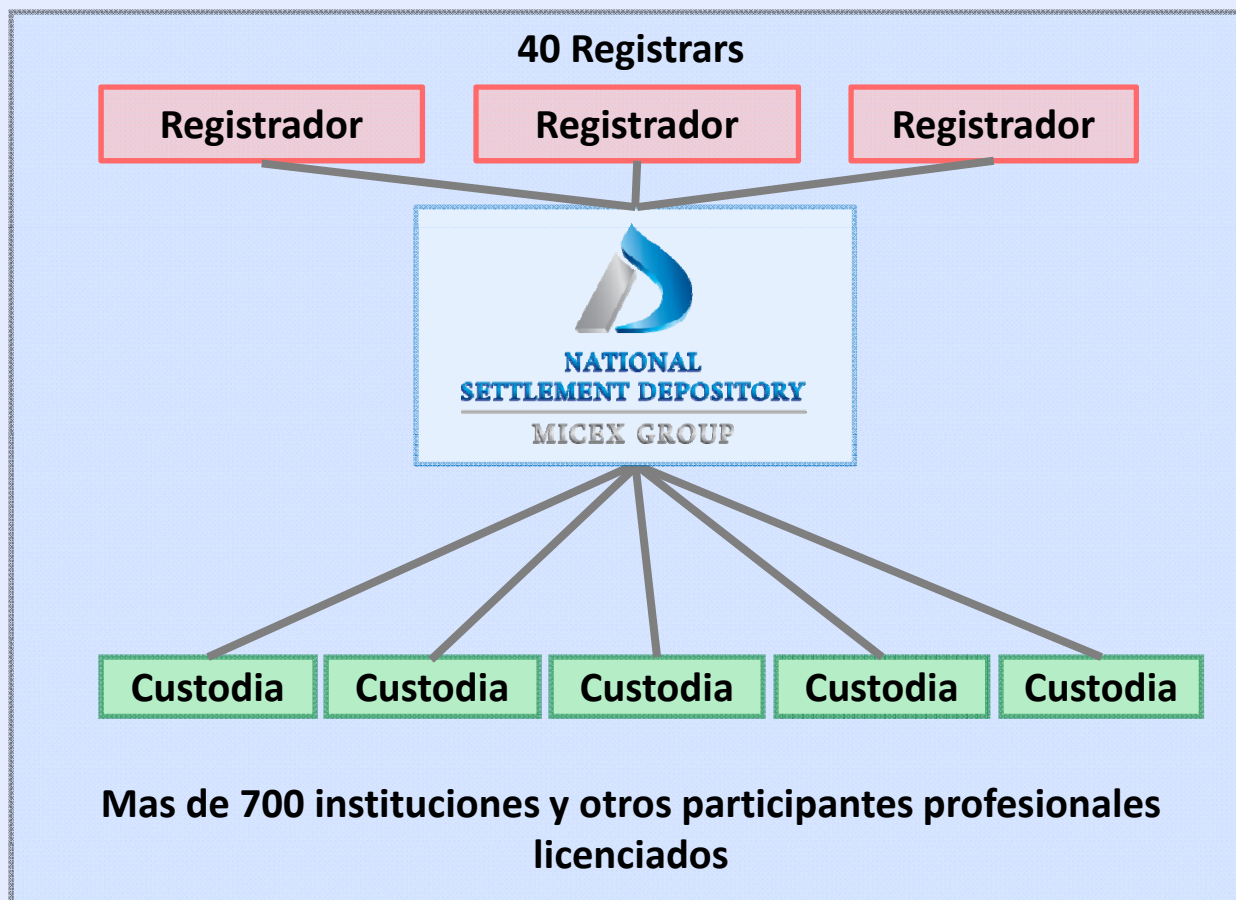 40 Registrars
Registrador Registrador Registrador
NATIONAL
SETTLEMENT DEPOSITORY
MICEX GROUP
Custodia Custodia Custodia Custodia Custodia
Mas de 700 instituciones y otros participantes profesionales
licenciados